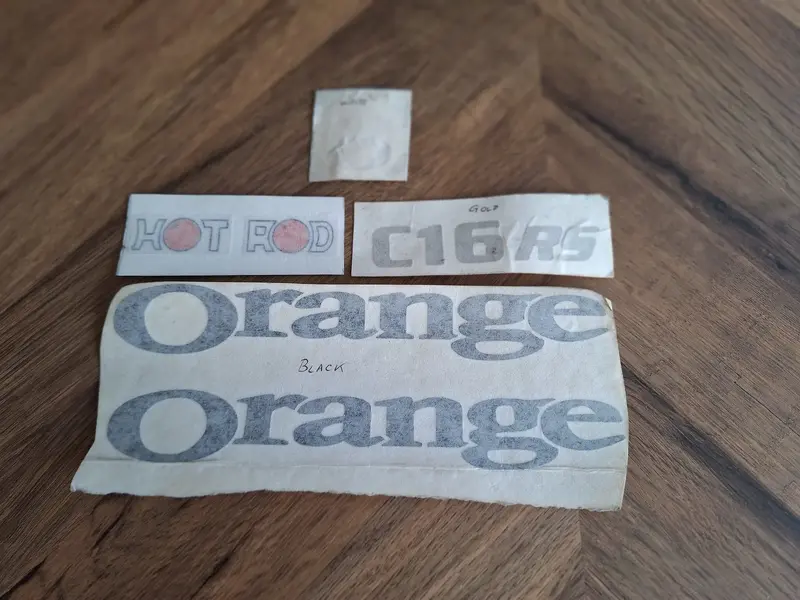 HOT ROD
GOLD
C16 RS
Orange
BLACK
Orange